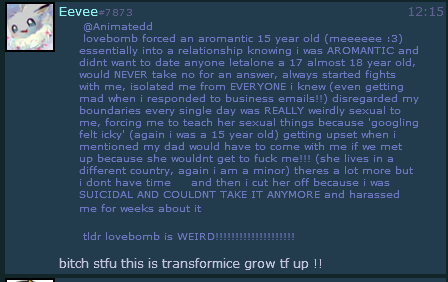 Eevee#7873 12:15
@Animatedd
lovebomb forced an aromantic 15 year old (meeeeee :3)
essentially into a relationship knowing i was AROMANTIC and
didnt want to date anyone letalone a 17 almost 18 year old,
would NEVER take no for an answer, always started fights
with me, isolated me from EVERYONE i knew (even getting
mad when i responded to business emails!!) disregarded my
boundaries every single day was REALLY weirdly sexual to
me, forcing me to teach her sexual things because 'googling
felt icky' (again i was a 15 year old) getting upset when i
mentioned my dad would have to come with me if we met
up because she wouldnt get to fuck me!!! (she lives in a
different country, again i am a minor) theres a lot more but
i dont have time and then i cut her off because i was
SUICIDAL AND COULDNT TAKE IT ANYMORE and harassed
me for weeks about it
tldr lovebomb is WEIRD!!!!!!!!!!!!!!!!!!!!!
bitch stfu this is transformice grow tf up !!